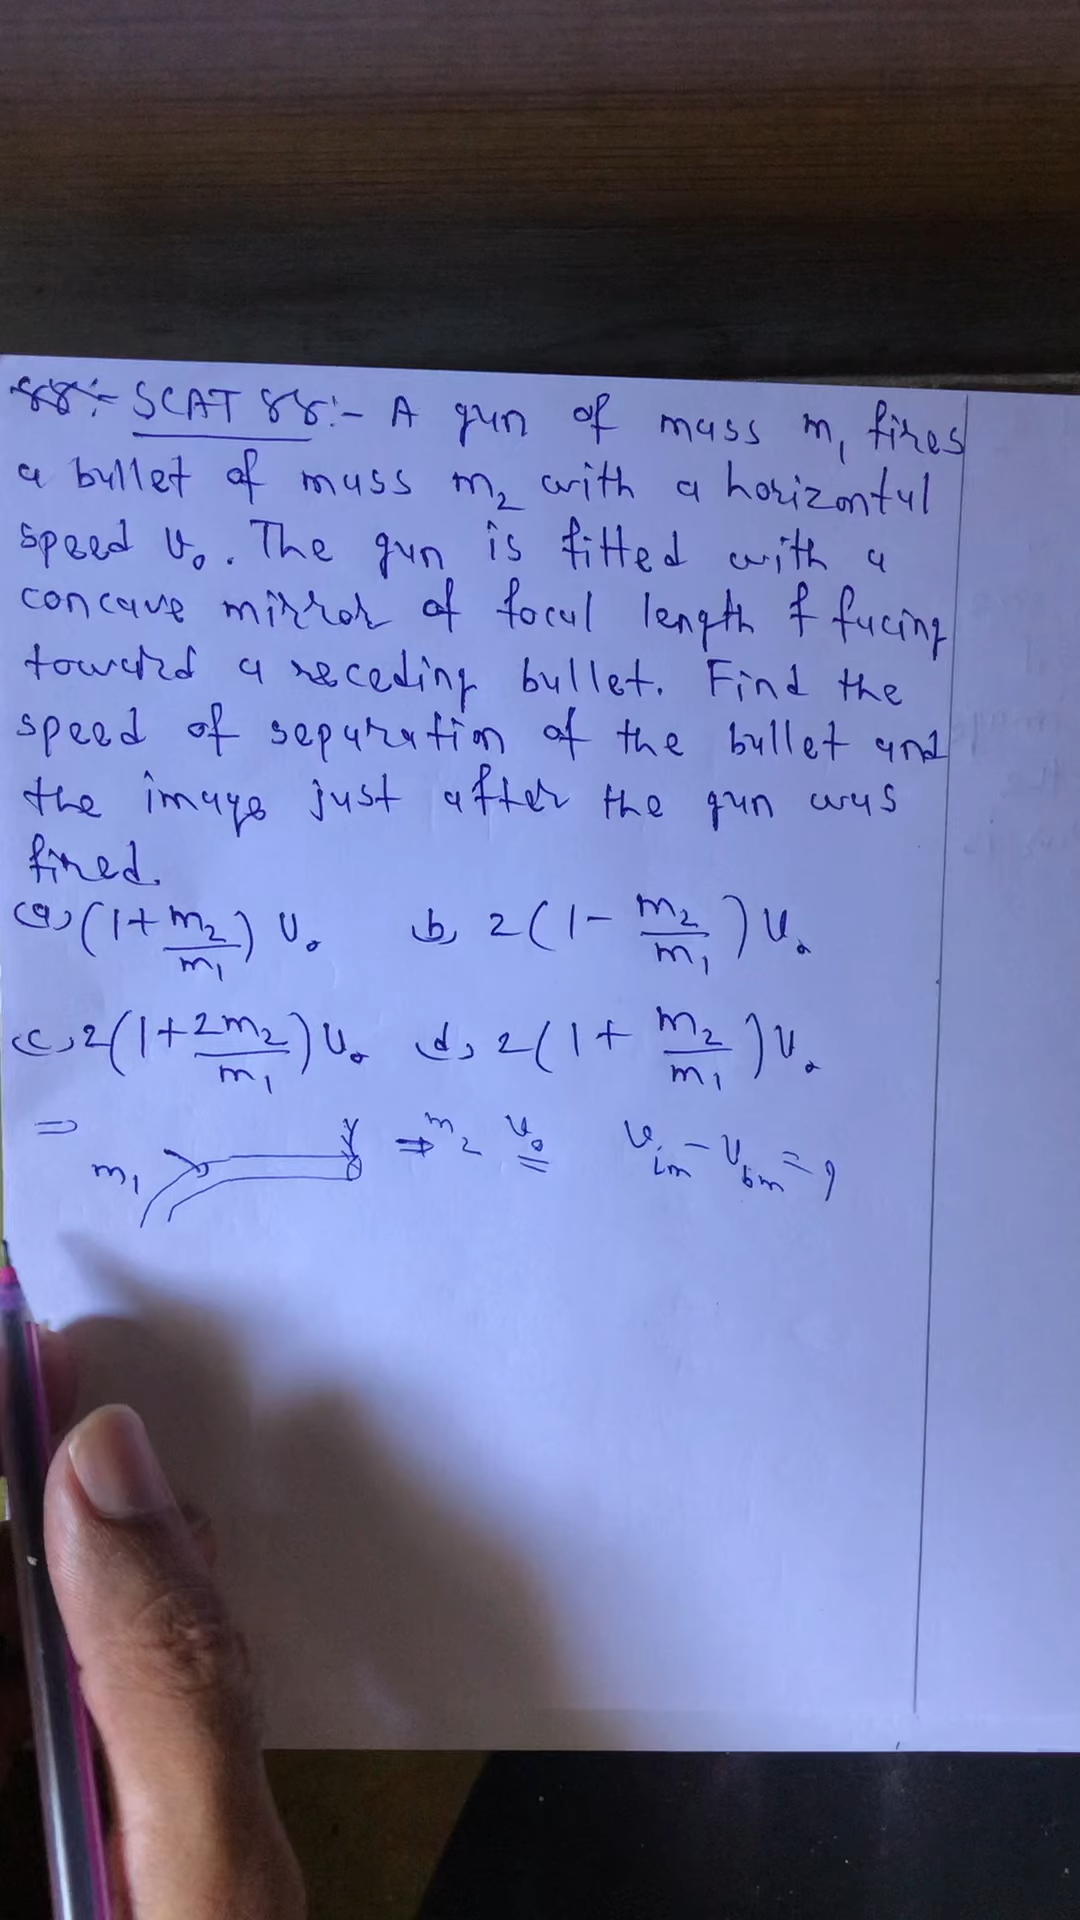 SCAT 88:- A gun of mass m₁ fires
a bullet of mass m₂ with a horizontal
speed v₀. The gun is fitted with a
concave mirror of focal length f facing
toward a receding bullet. Find the
speed of separation of the bullet and
the image just after the gun was
fired.
(a) (1+m₂/m₁) v₀ b, 2(1-m₂/m₁) v₀
(c) 2(1+2m₂/m₁) v₀ d, 2(1+m₂/m₁) v₀
⇒ m₁ ⇒ m₂ v₀ v_im - v_bm = ?